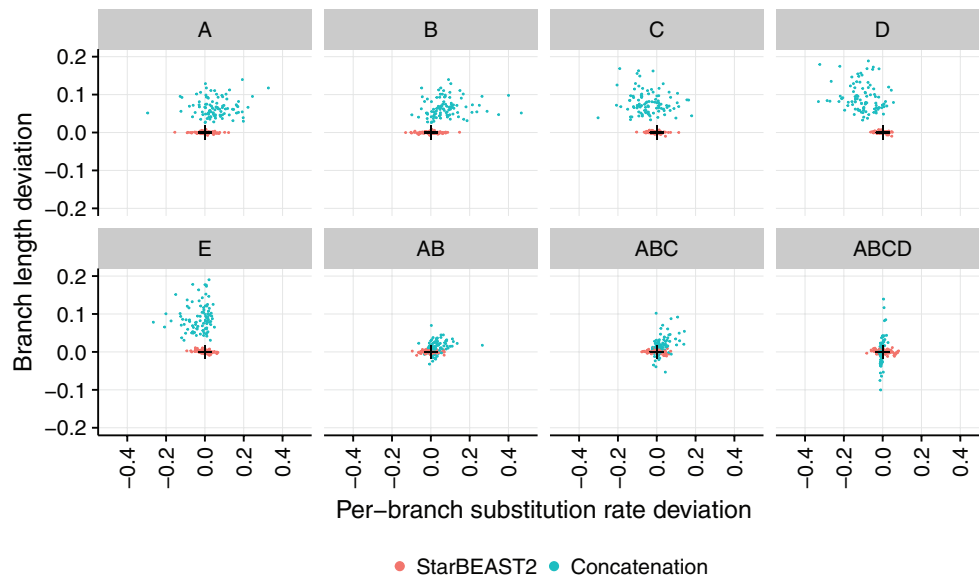 A B C D
0.2
0.1
0.0
−0.1
−0.2
E AB ABC ABCD
0.2
0.1
0.0
−0.1
−0.2
Branch length deviation
−0.4 −0.2 0.0 0.2 0.4 −0.4 −0.2 0.0 0.2 0.4 −0.4 −0.2 0.0 0.2 0.4 −0.4 −0.2 0.0 0.2 0.4
Per−branch substitution rate deviation
StarBEAST2 Concatenation